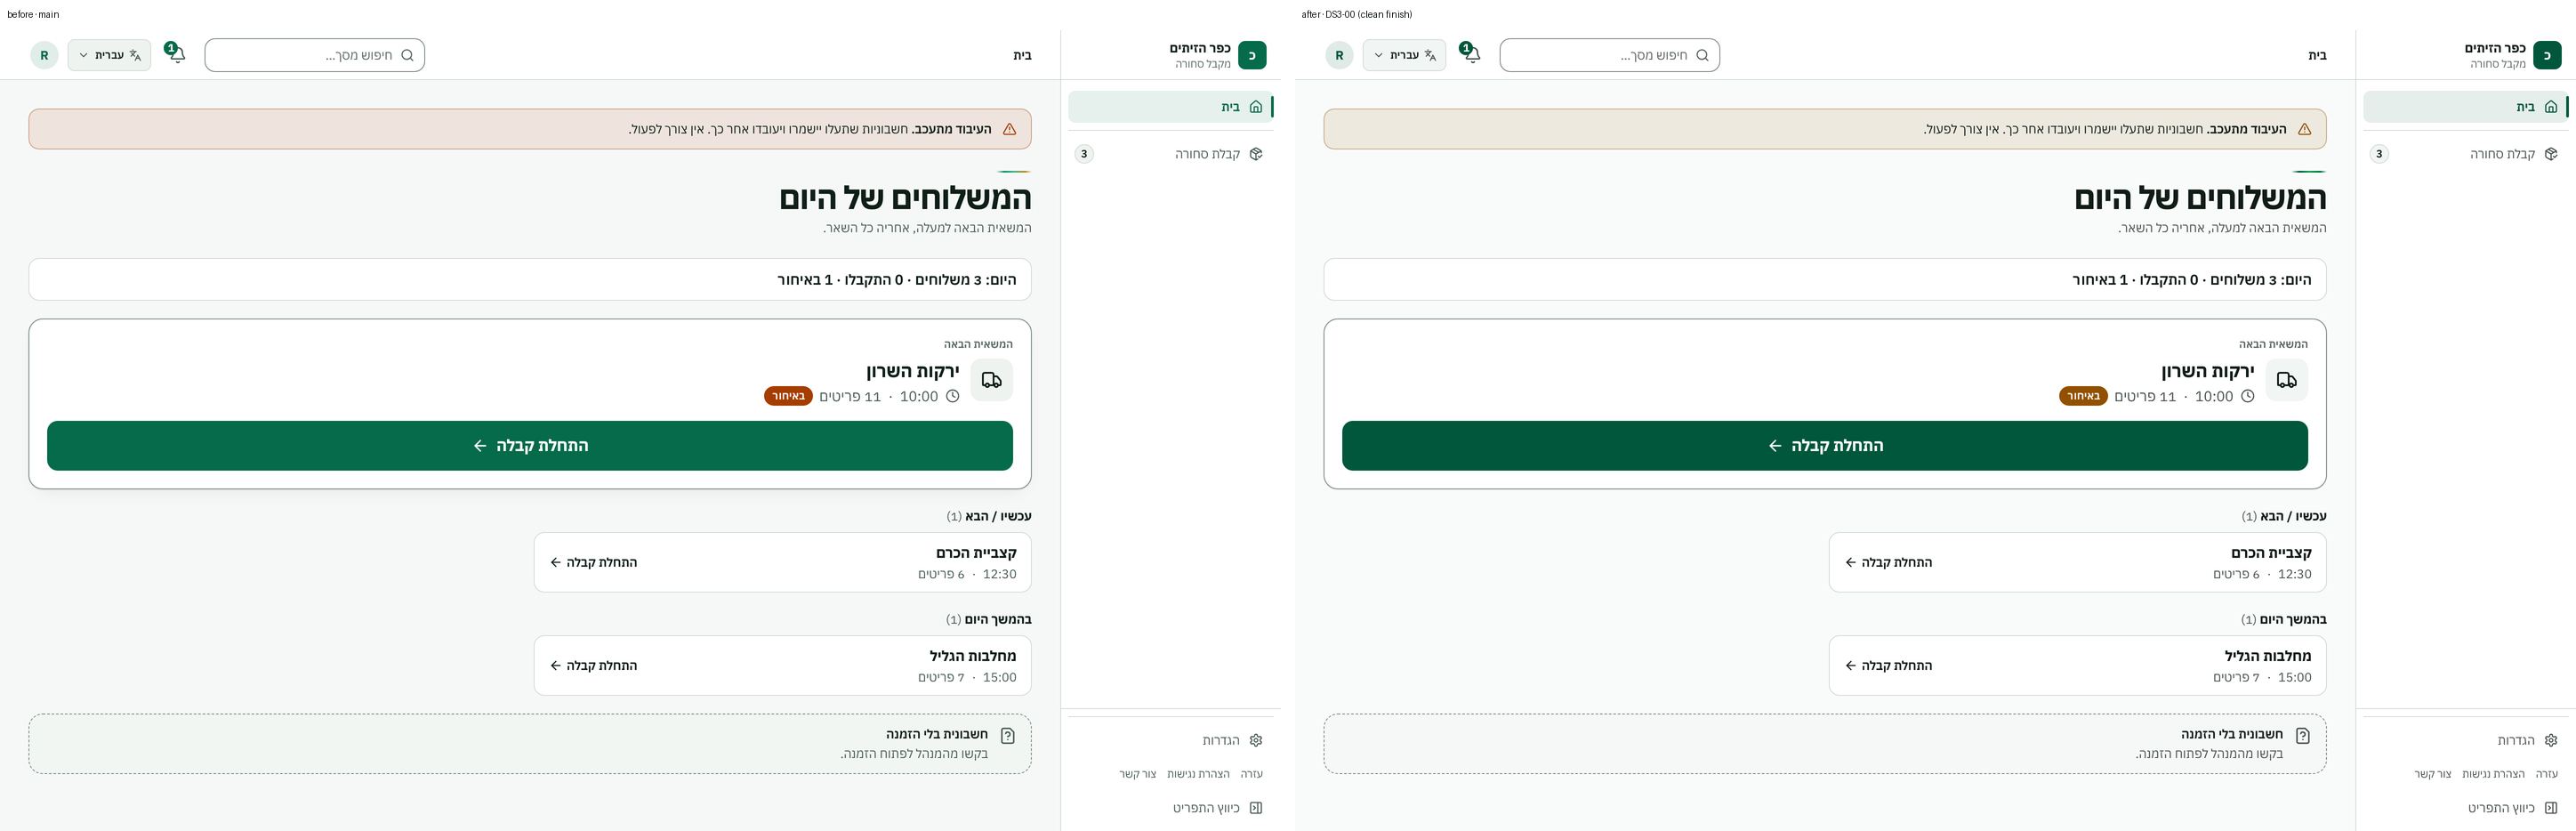 before · main
כפר הזיתים
מקבל סחורה
כ
בית
חיפוש מסך...
1
עברית
R
בית
קבלת סחורה
3
העיבוד מתעכב. חשבוניות שתעלו יישמרו ויעובדו אחר כך. אין צורך לפעול.
המשלוחים של היום
המשאית הבאה למעלה, אחריה כל השאר.
היום: 3 משלוחים · 0 התקבלו · 1 באיחור
המשאית הבאה
ירקות השרון
10:00 · 11 פריטים באיחור
התחלת קבלה ←
עכשיו / הבא (1)
קצביית הכרם
12:30 · 6 פריטים
התחלת קבלה ←
בהמשך היום (1)
מחלבות הגליל
15:00 · 7 פריטים
התחלת קבלה ←
חשבונית בלי הזמנה
בקשו מהמנהל לפתוח הזמנה.
הגדרות
עזרה הצהרת נגישות צור קשר
כיווץ התפריט
after · DS3-00 (clean finish)
כפר הזיתים
מקבל סחורה
כ
בית
חיפוש מסך...
1
עברית
R
בית
קבלת סחורה
3
העיבוד מתעכב. חשבוניות שתעלו יישמרו ויעובדו אחר כך. אין צורך לפעול.
המשלוחים של היום
המשאית הבאה למעלה, אחריה כל השאר.
היום: 3 משלוחים · 0 התקבלו · 1 באיחור
המשאית הבאה
ירקות השרון
10:00 · 11 פריטים באיחור
התחלת קבלה ←
עכשיו / הבא (1)
קצביית הכרם
12:30 · 6 פריטים
התחלת קבלה ←
בהמשך היום (1)
מחלבות הגליל
15:00 · 7 פריטים
התחלת קבלה ←
חשבונית בלי הזמנה
בקשו מהמנהל לפתוח הזמנה.
הגדרות
עזרה הצהרת נגישות צור קשר
כיווץ התפריט